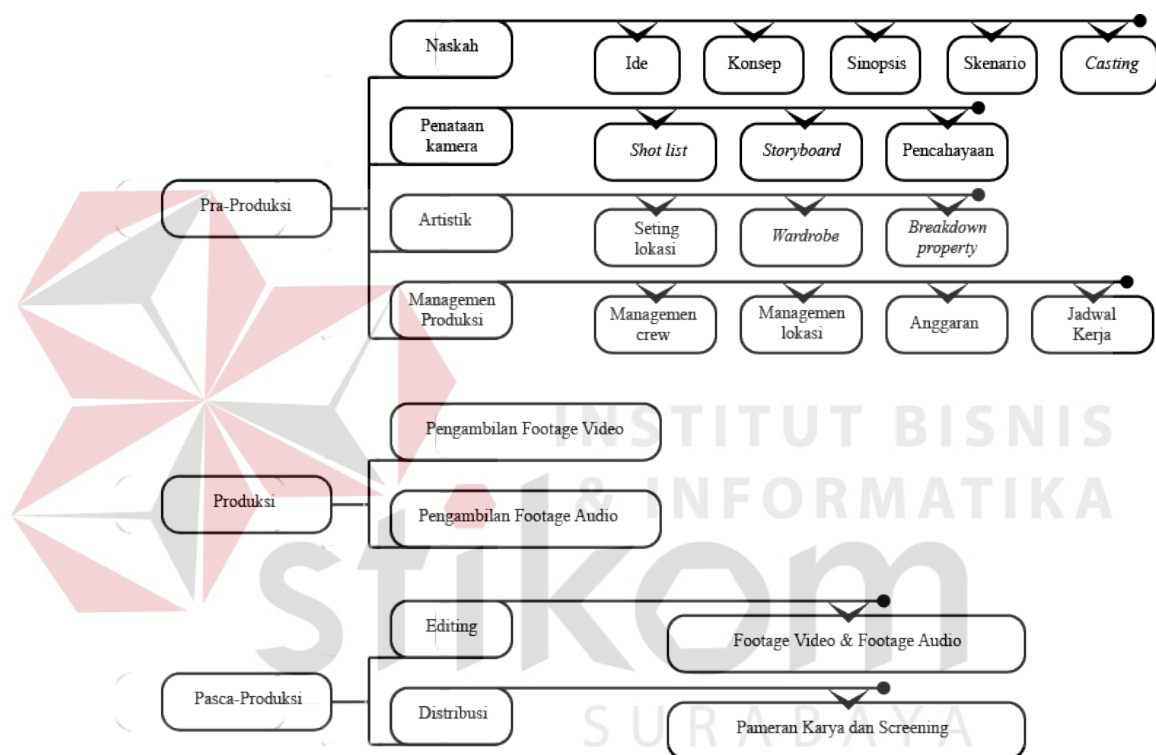 Naskah
Ide
Konsep
Sinopsis
Skenario
Casting
Penataan
kamera
Shot list
Storyboard
Pencahayaan
Pra-Produksi
Artistik
Seting
lokasi
Wardrobe
Breakdown
property
Managemen
Produksi
Managemen
crew
Managemen
lokasi
Anggaran
Jadwal
Kerja
Pengambilan Footage Video
Produksi
Pengambilan Footage Audio
INSTITUT BISNIS
& INFORMATIKA
stikom
SURABAYA
Editing
Footage Video & Footage Audio
Pasca-Produksi
Distribusi
Pameran Karya dan Screening